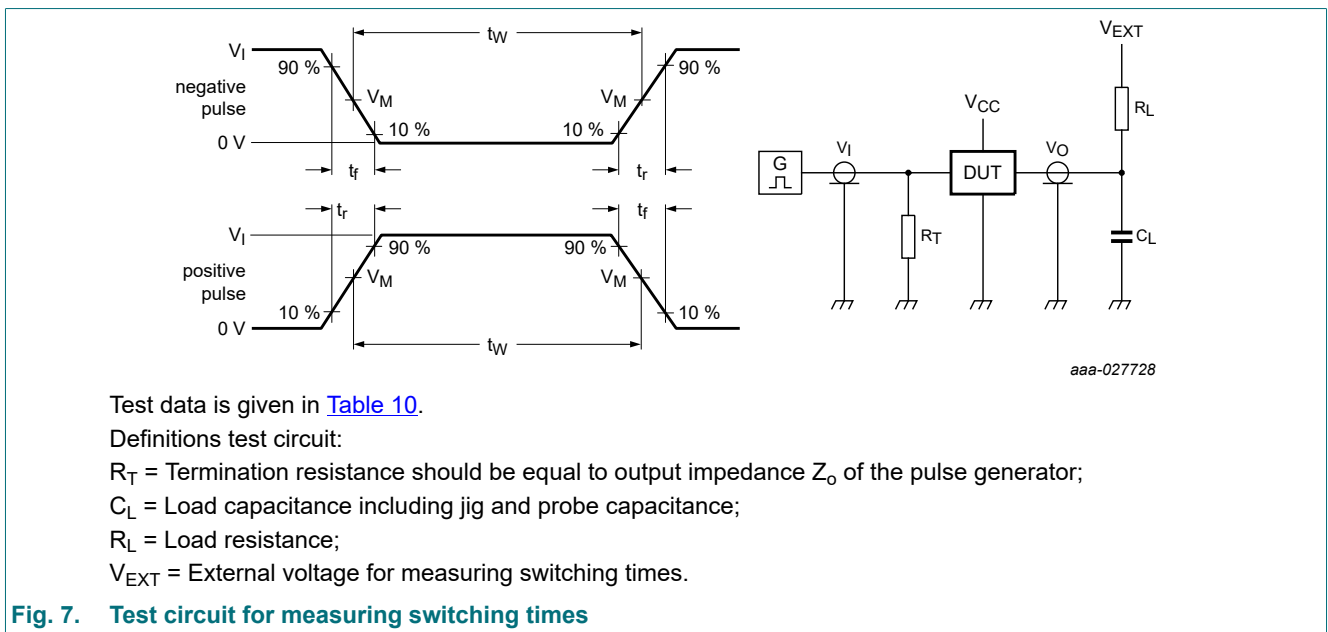 V_I
90 %
t_W
90 %
negative
pulse
V_M
V_M
10 %
10 %
0 V
t_f
t_r
t_r
t_f
V_I
90 %
90 %
positive
pulse
V_M
V_M
10 %
10 %
0 V
t_W
V_EXT
R_L
V_CC
G
V_I
DUT
V_O
R_T
C_L
aaa-027728
Test data is given in Table 10.
Definitions test circuit:
R_T = Termination resistance should be equal to output impedance Z_o of the pulse generator;
C_L = Load capacitance including jig and probe capacitance;
R_L = Load resistance;
V_EXT = External voltage for measuring switching times.
Fig. 7. Test circuit for measuring switching times